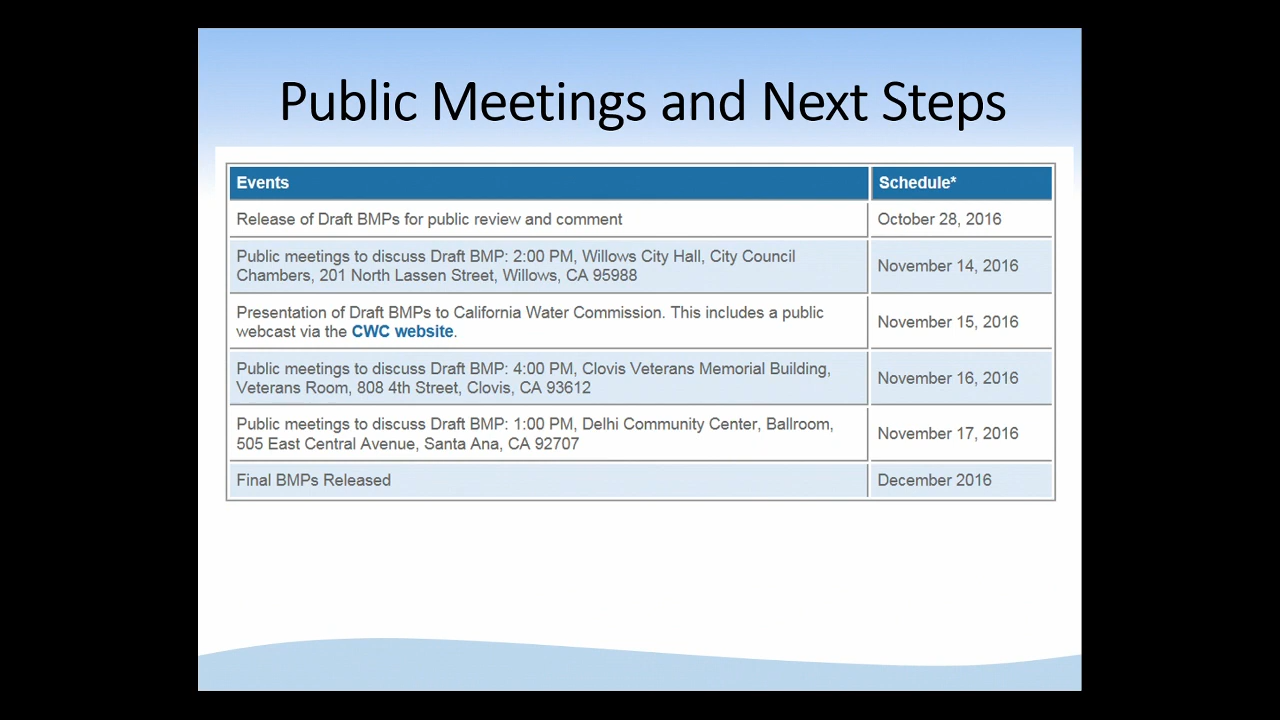 Public Meetings and Next Steps
Events Schedule*
Release of Draft BMPs for public review and comment October 28, 2016
Public meetings to discuss Draft BMP: 2:00 PM, Willows City Hall, City Council
Chambers, 201 North Lassen Street, Willows, CA 95988
November 14, 2016
Presentation of Draft BMPs to California Water Commission. This includes a public
webcast via the CWC website.
November 15, 2016
Public meetings to discuss Draft BMP: 4:00 PM, Clovis Veterans Memorial Building,
Veterans Room, 808 4th Street, Clovis, CA 93612
November 16, 2016
Public meetings to discuss Draft BMP: 1:00 PM, Delhi Community Center, Ballroom,
505 East Central Avenue, Santa Ana, CA 92707
November 17, 2016
Final BMPs Released December 2016